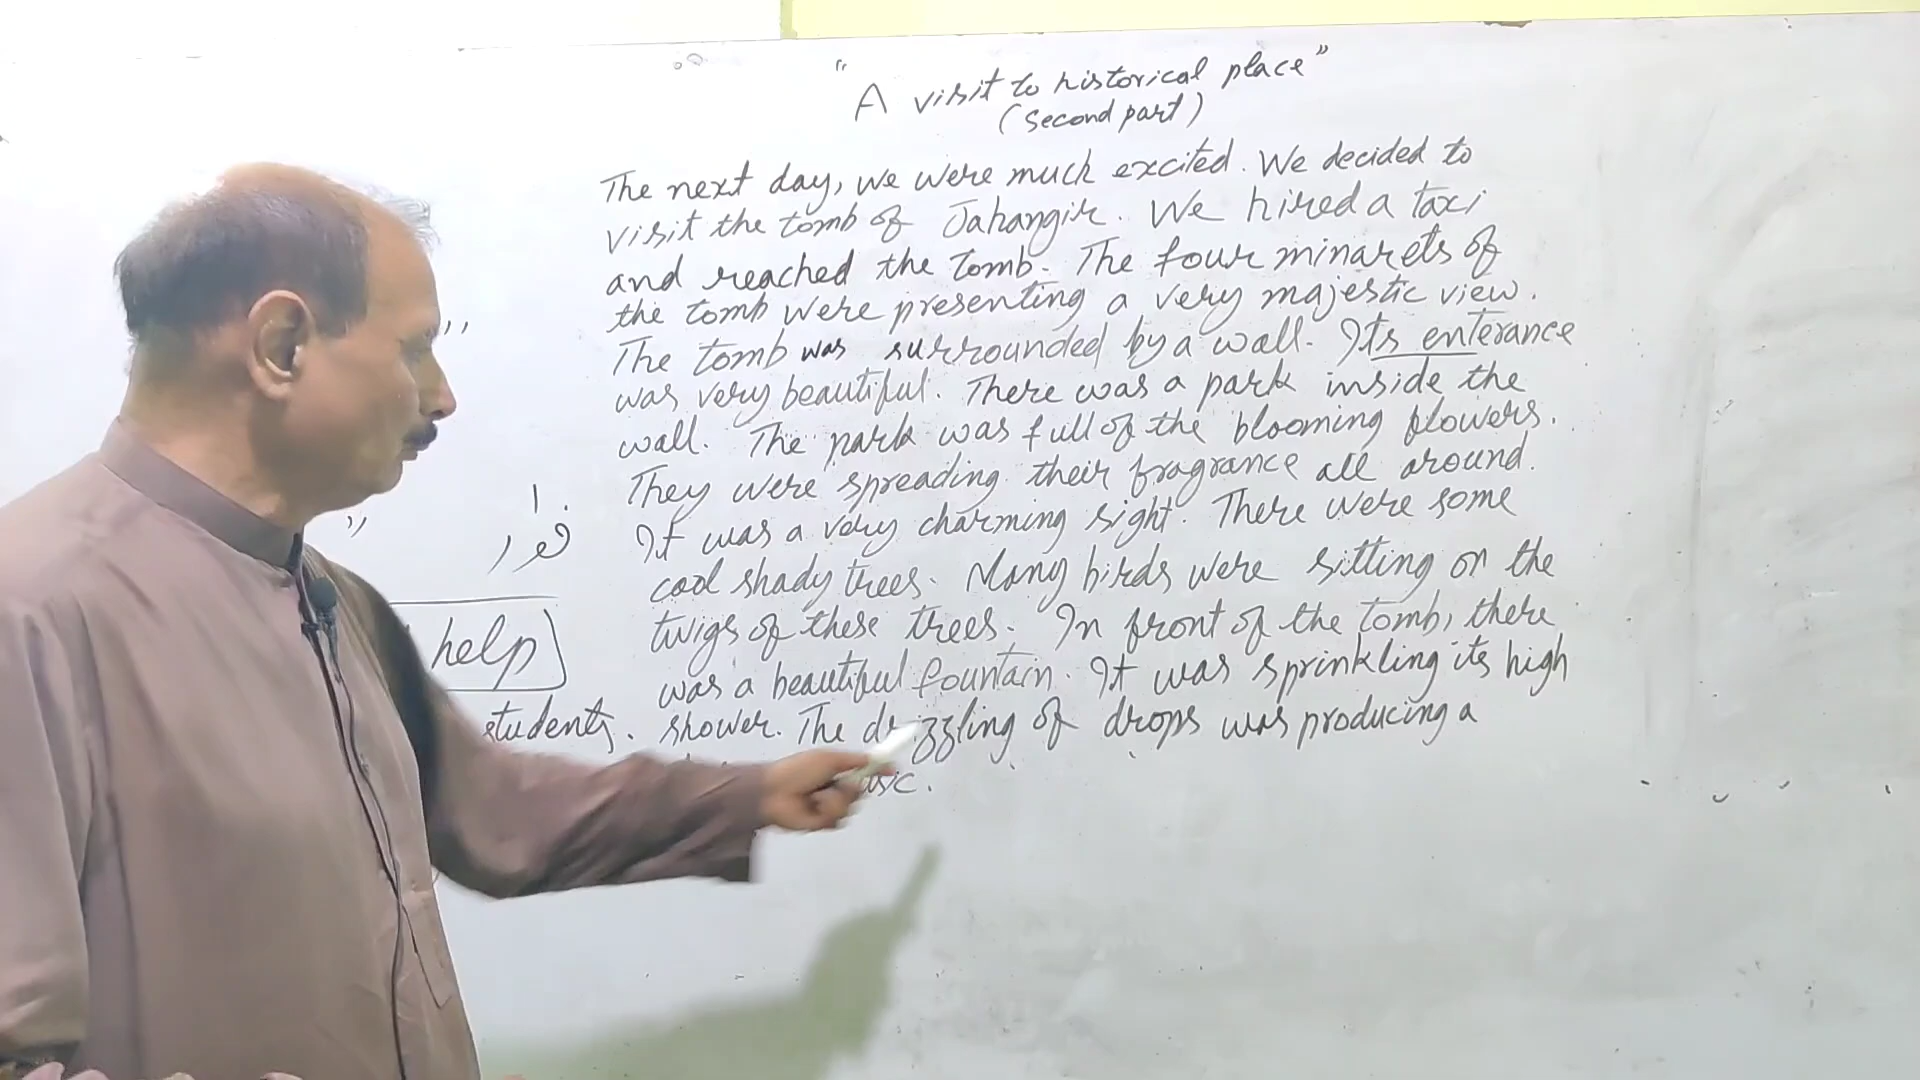 "A visit to historical place"
(Second part)
The next day, we were much excited. We decided to
visit the tomb of Jahangir. We hired a taxi
and reached the tomb. The four minarets of
the tomb were presenting a very majestic view.
The tomb was surrounded by a wall. Its enterance
was very beautiful. There was a park inside the
wall. The park was full of the blooming flowers.
They were spreading their fragrance all around.
It was a very charming sight. There were some
cool shady trees. Many birds were sitting on the
twigs of these trees. In front of the tomb, there
was a beautiful fountain. It was sprinkling its high
shower. The drizzling of drops was producing a
help
students.